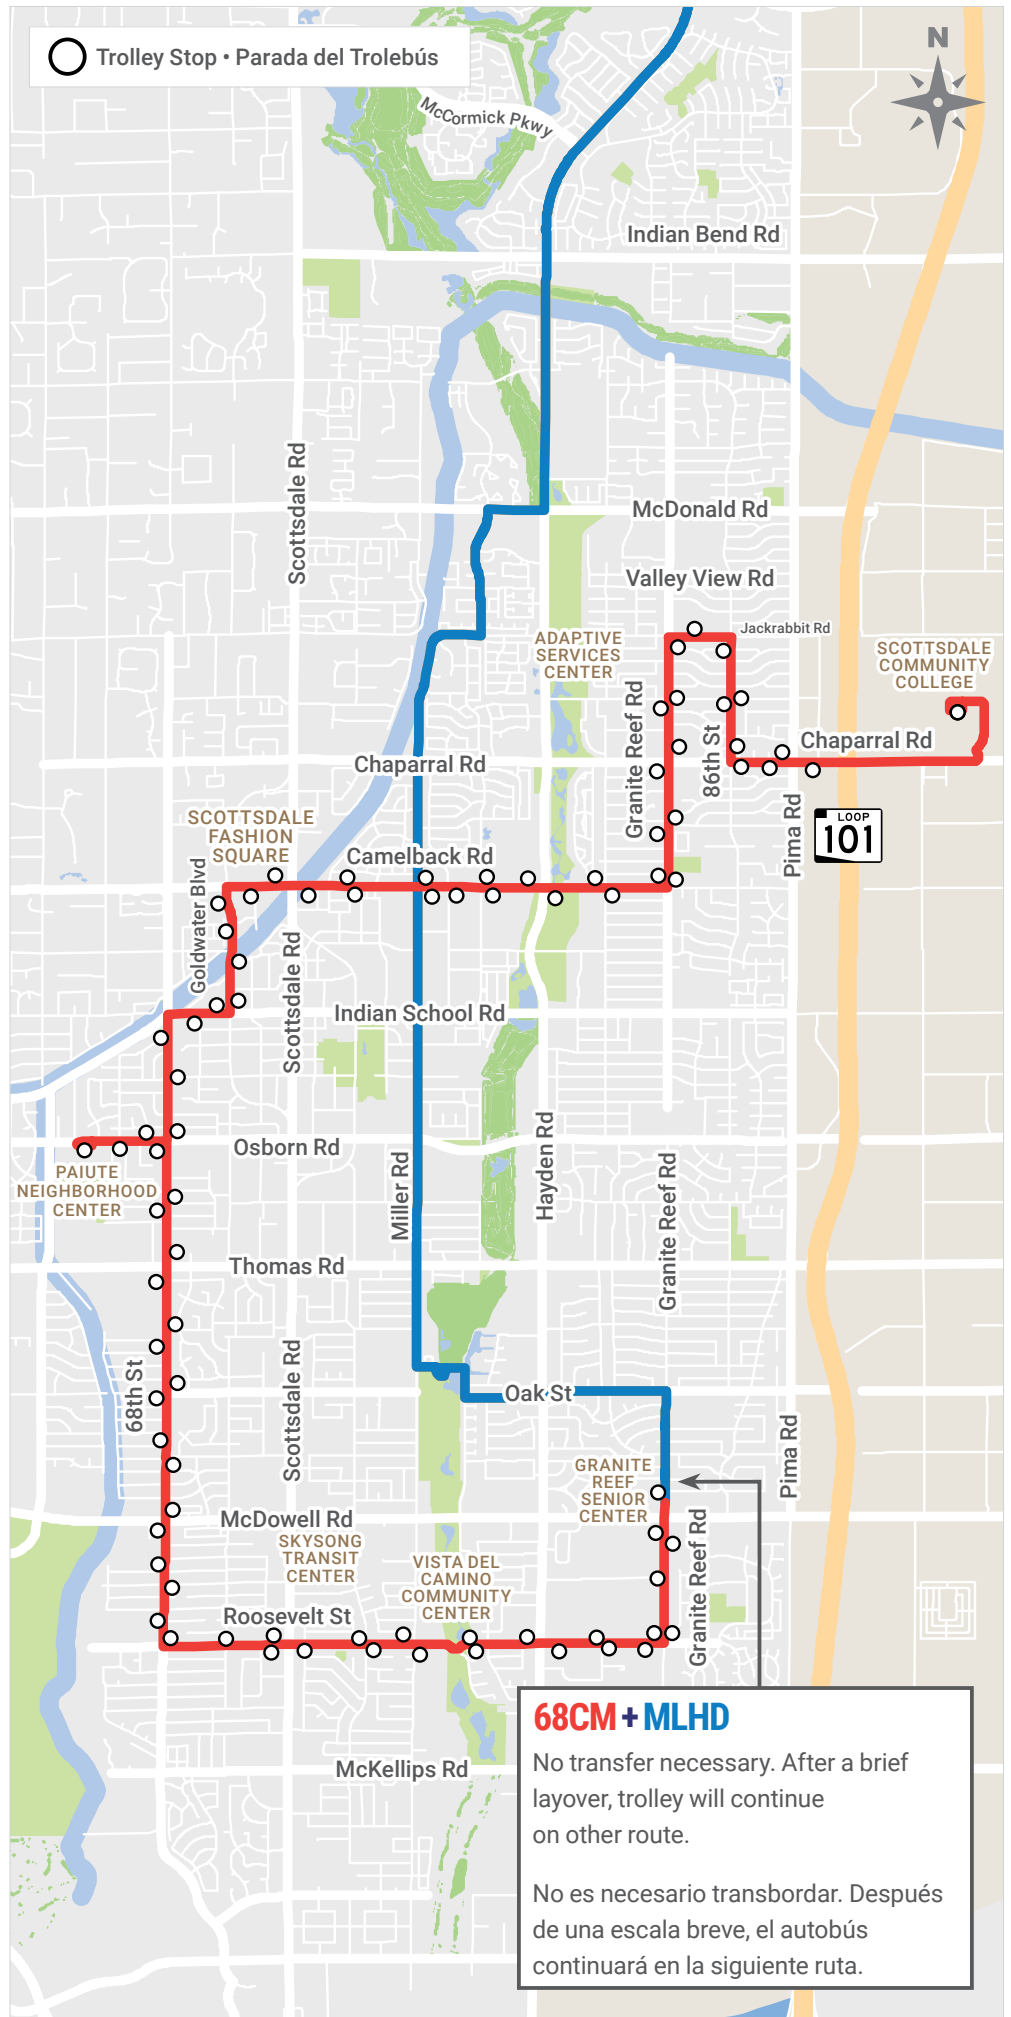 Trolley Stop • Parada del Trolebús
N
McCormick Pkwy
Indian Bend Rd
Scottsdale Rd
McDonald Rd
Valley View Rd
Jackrabbit Rd
ADAPTIVE
SERVICES
CENTER
SCOTTSDALE
COMMUNITY
COLLEGE
Granite Reef Rd
86th St
Chaparral Rd
Chaparral Rd
Pima Rd
LOOP
101
SCOTTSDALE
FASHION
SQUARE
Camelback Rd
Goldwater Blvd
Scottsdale Rd
Indian School Rd
Osborn Rd
PAIUTE
NEIGHBORHOOD
CENTER
Miller Rd
Hayden Rd
Granite Reef Rd
Thomas Rd
68th St
Scottsdale Rd
Oak St
Pima Rd
GRANITE
REEF
SENIOR
CENTER
McDowell Rd
SKYSONG
TRANSIT
CENTER
VISTA DEL
CAMINO
COMMUNITY
CENTER
Granite Reef Rd
Roosevelt St
McKellips Rd
68CM + MLHD
No transfer necessary. After a brief
layover, trolley will continue
on other route.
No es necesario transbordar. Después
de una escala breve, el autobús
continuará en la siguiente ruta.